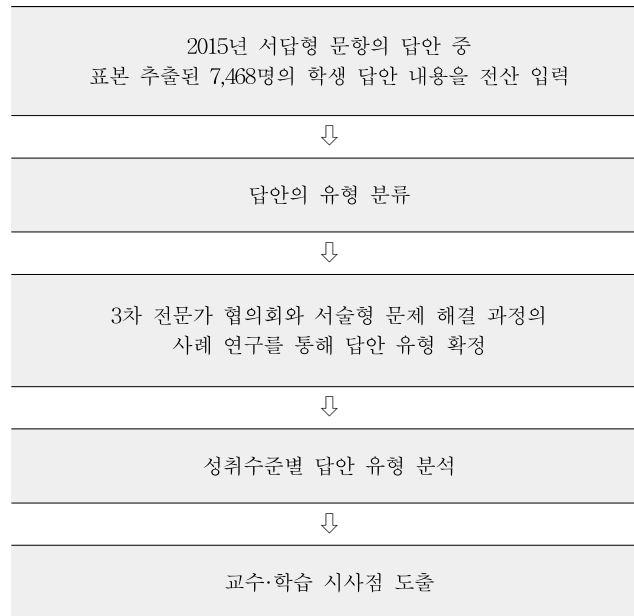 2015년 서답형 문항의 답안 중
표본 추출된 7,468명의 학생 답안 내용을 전산 입력
⇩
답안의 유형 분류
⇩
3차 전문가 협의회와 서술형 문제 해결 과정의
사례 연구를 통해 답안 유형 확정
⇩
성취수준별 답안 유형 분석
⇩
교수·학습 시사점 도출